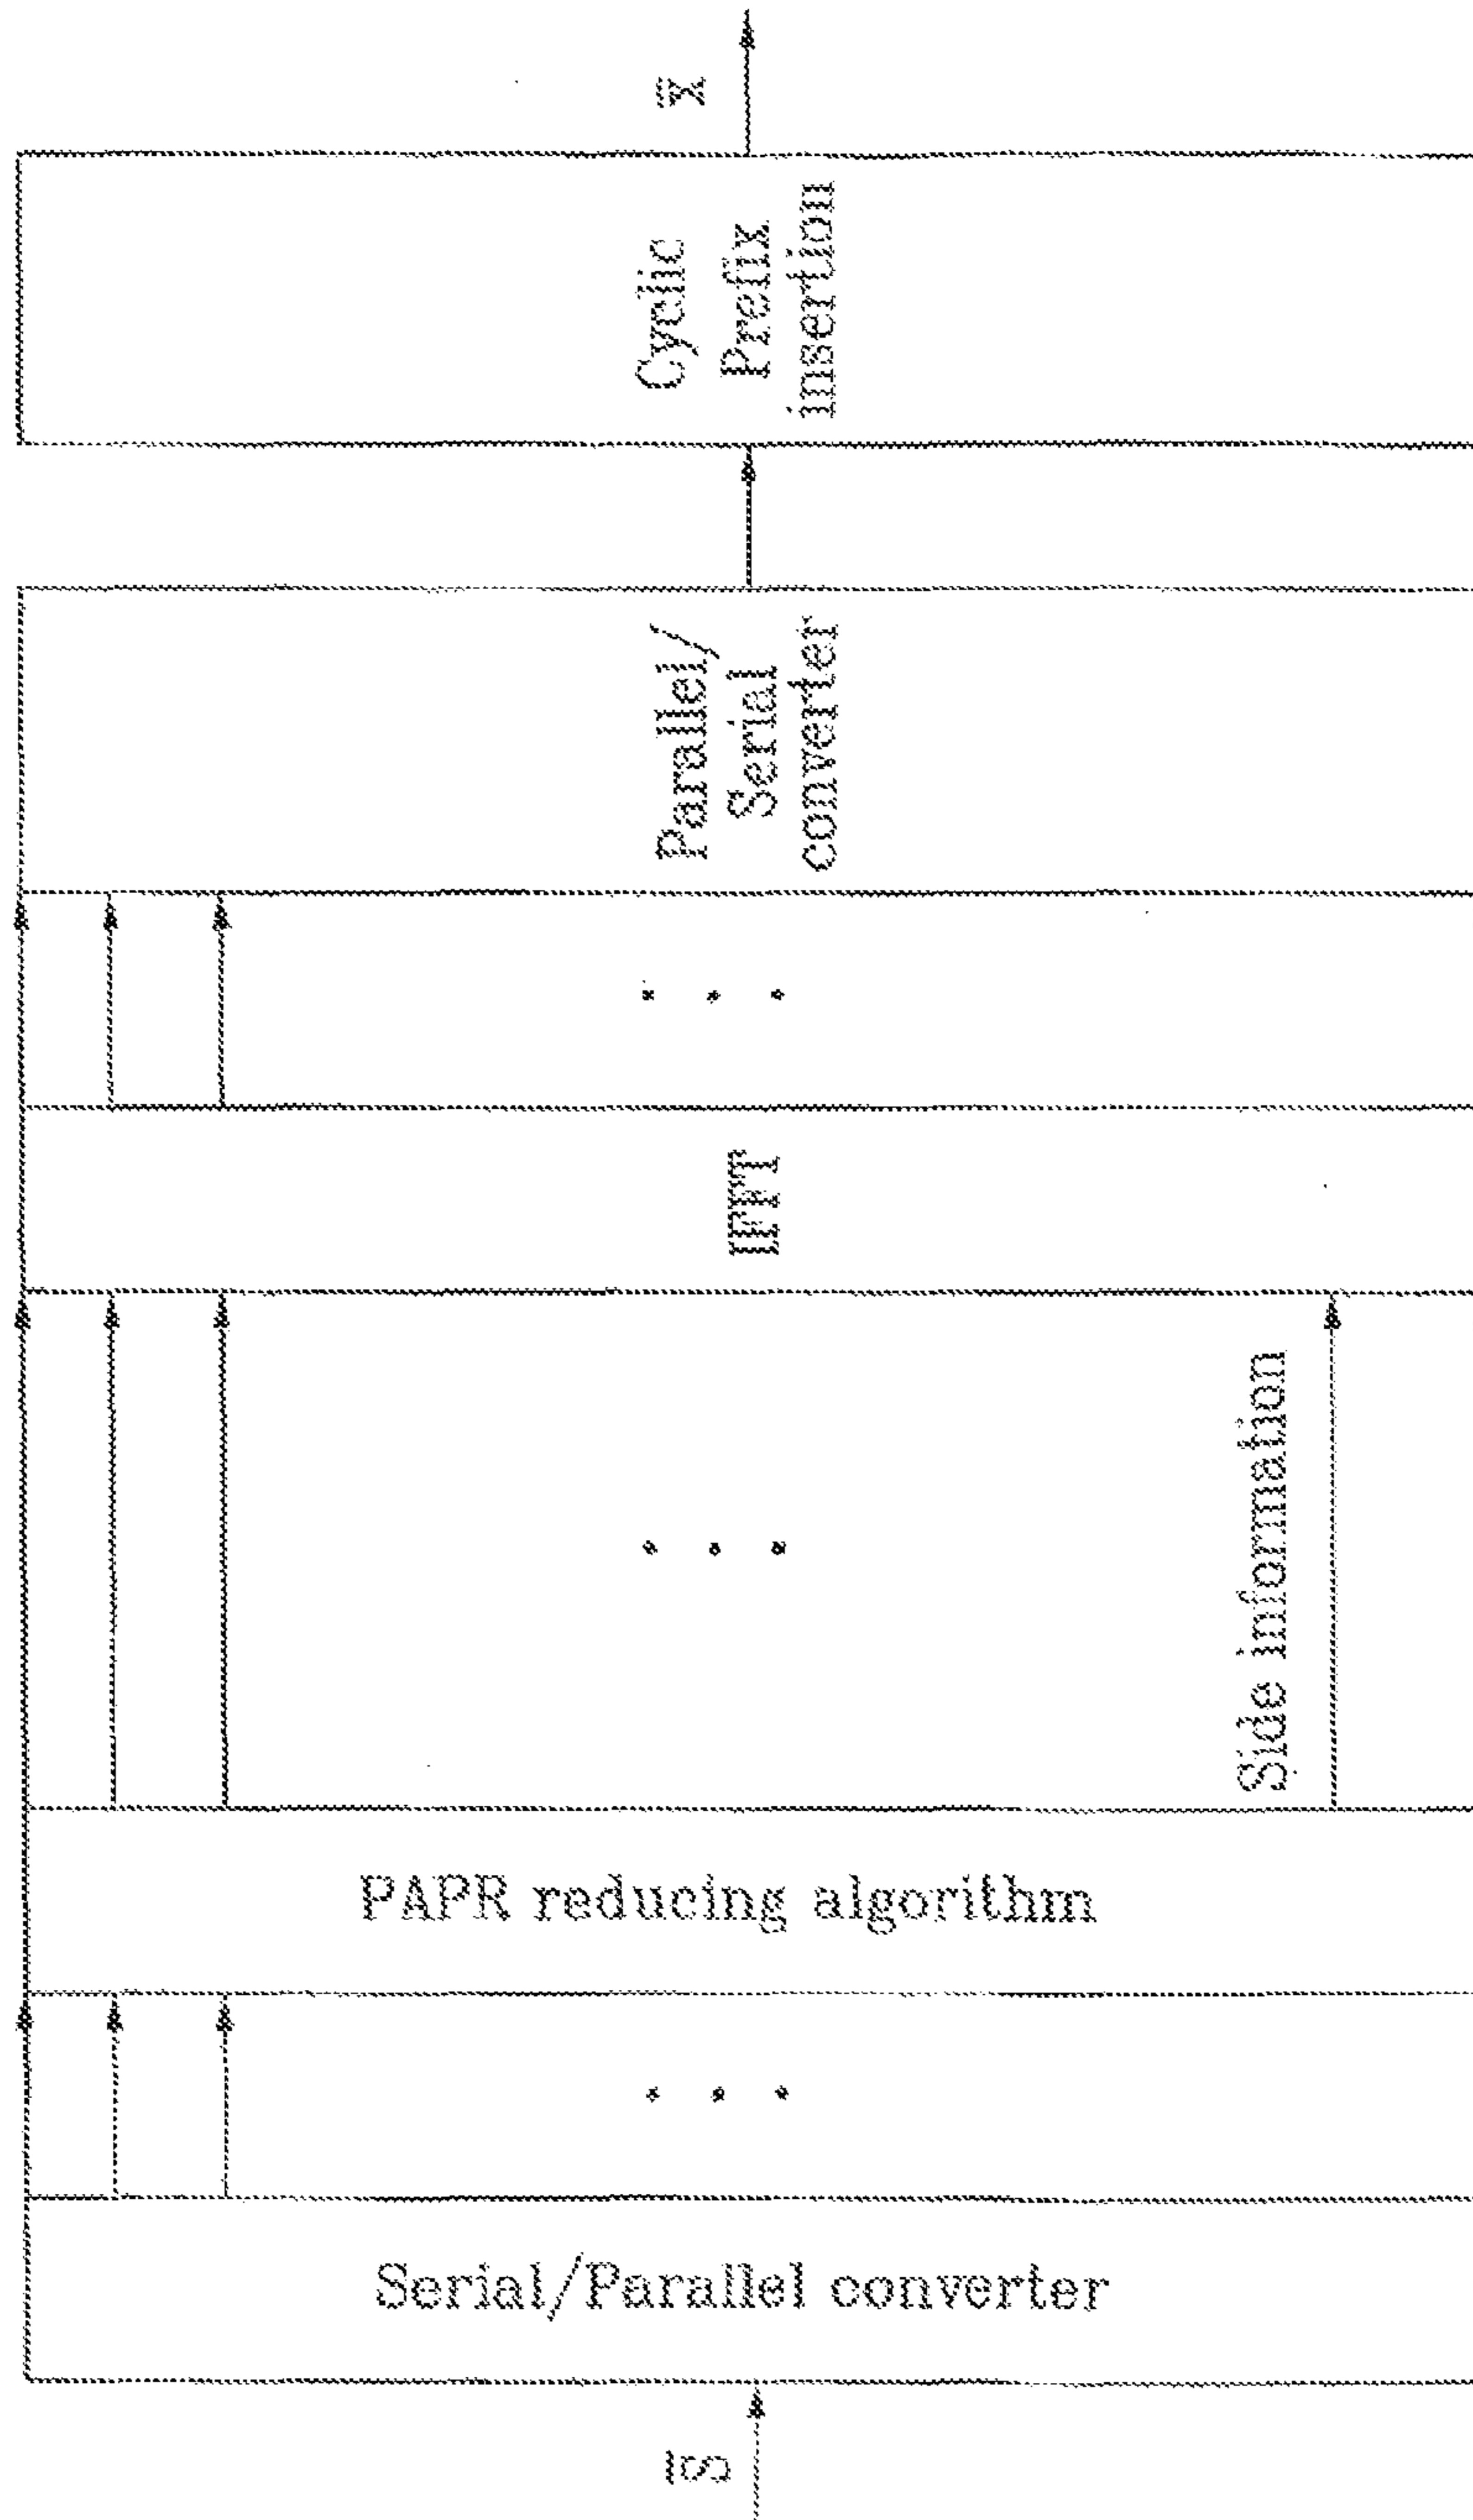 S
Serial/Parallel converter
PAPR reducing algorithm
Side information
IFFT
Parallel/
Serial
converter
Cyclic
Prefix
insertion
x